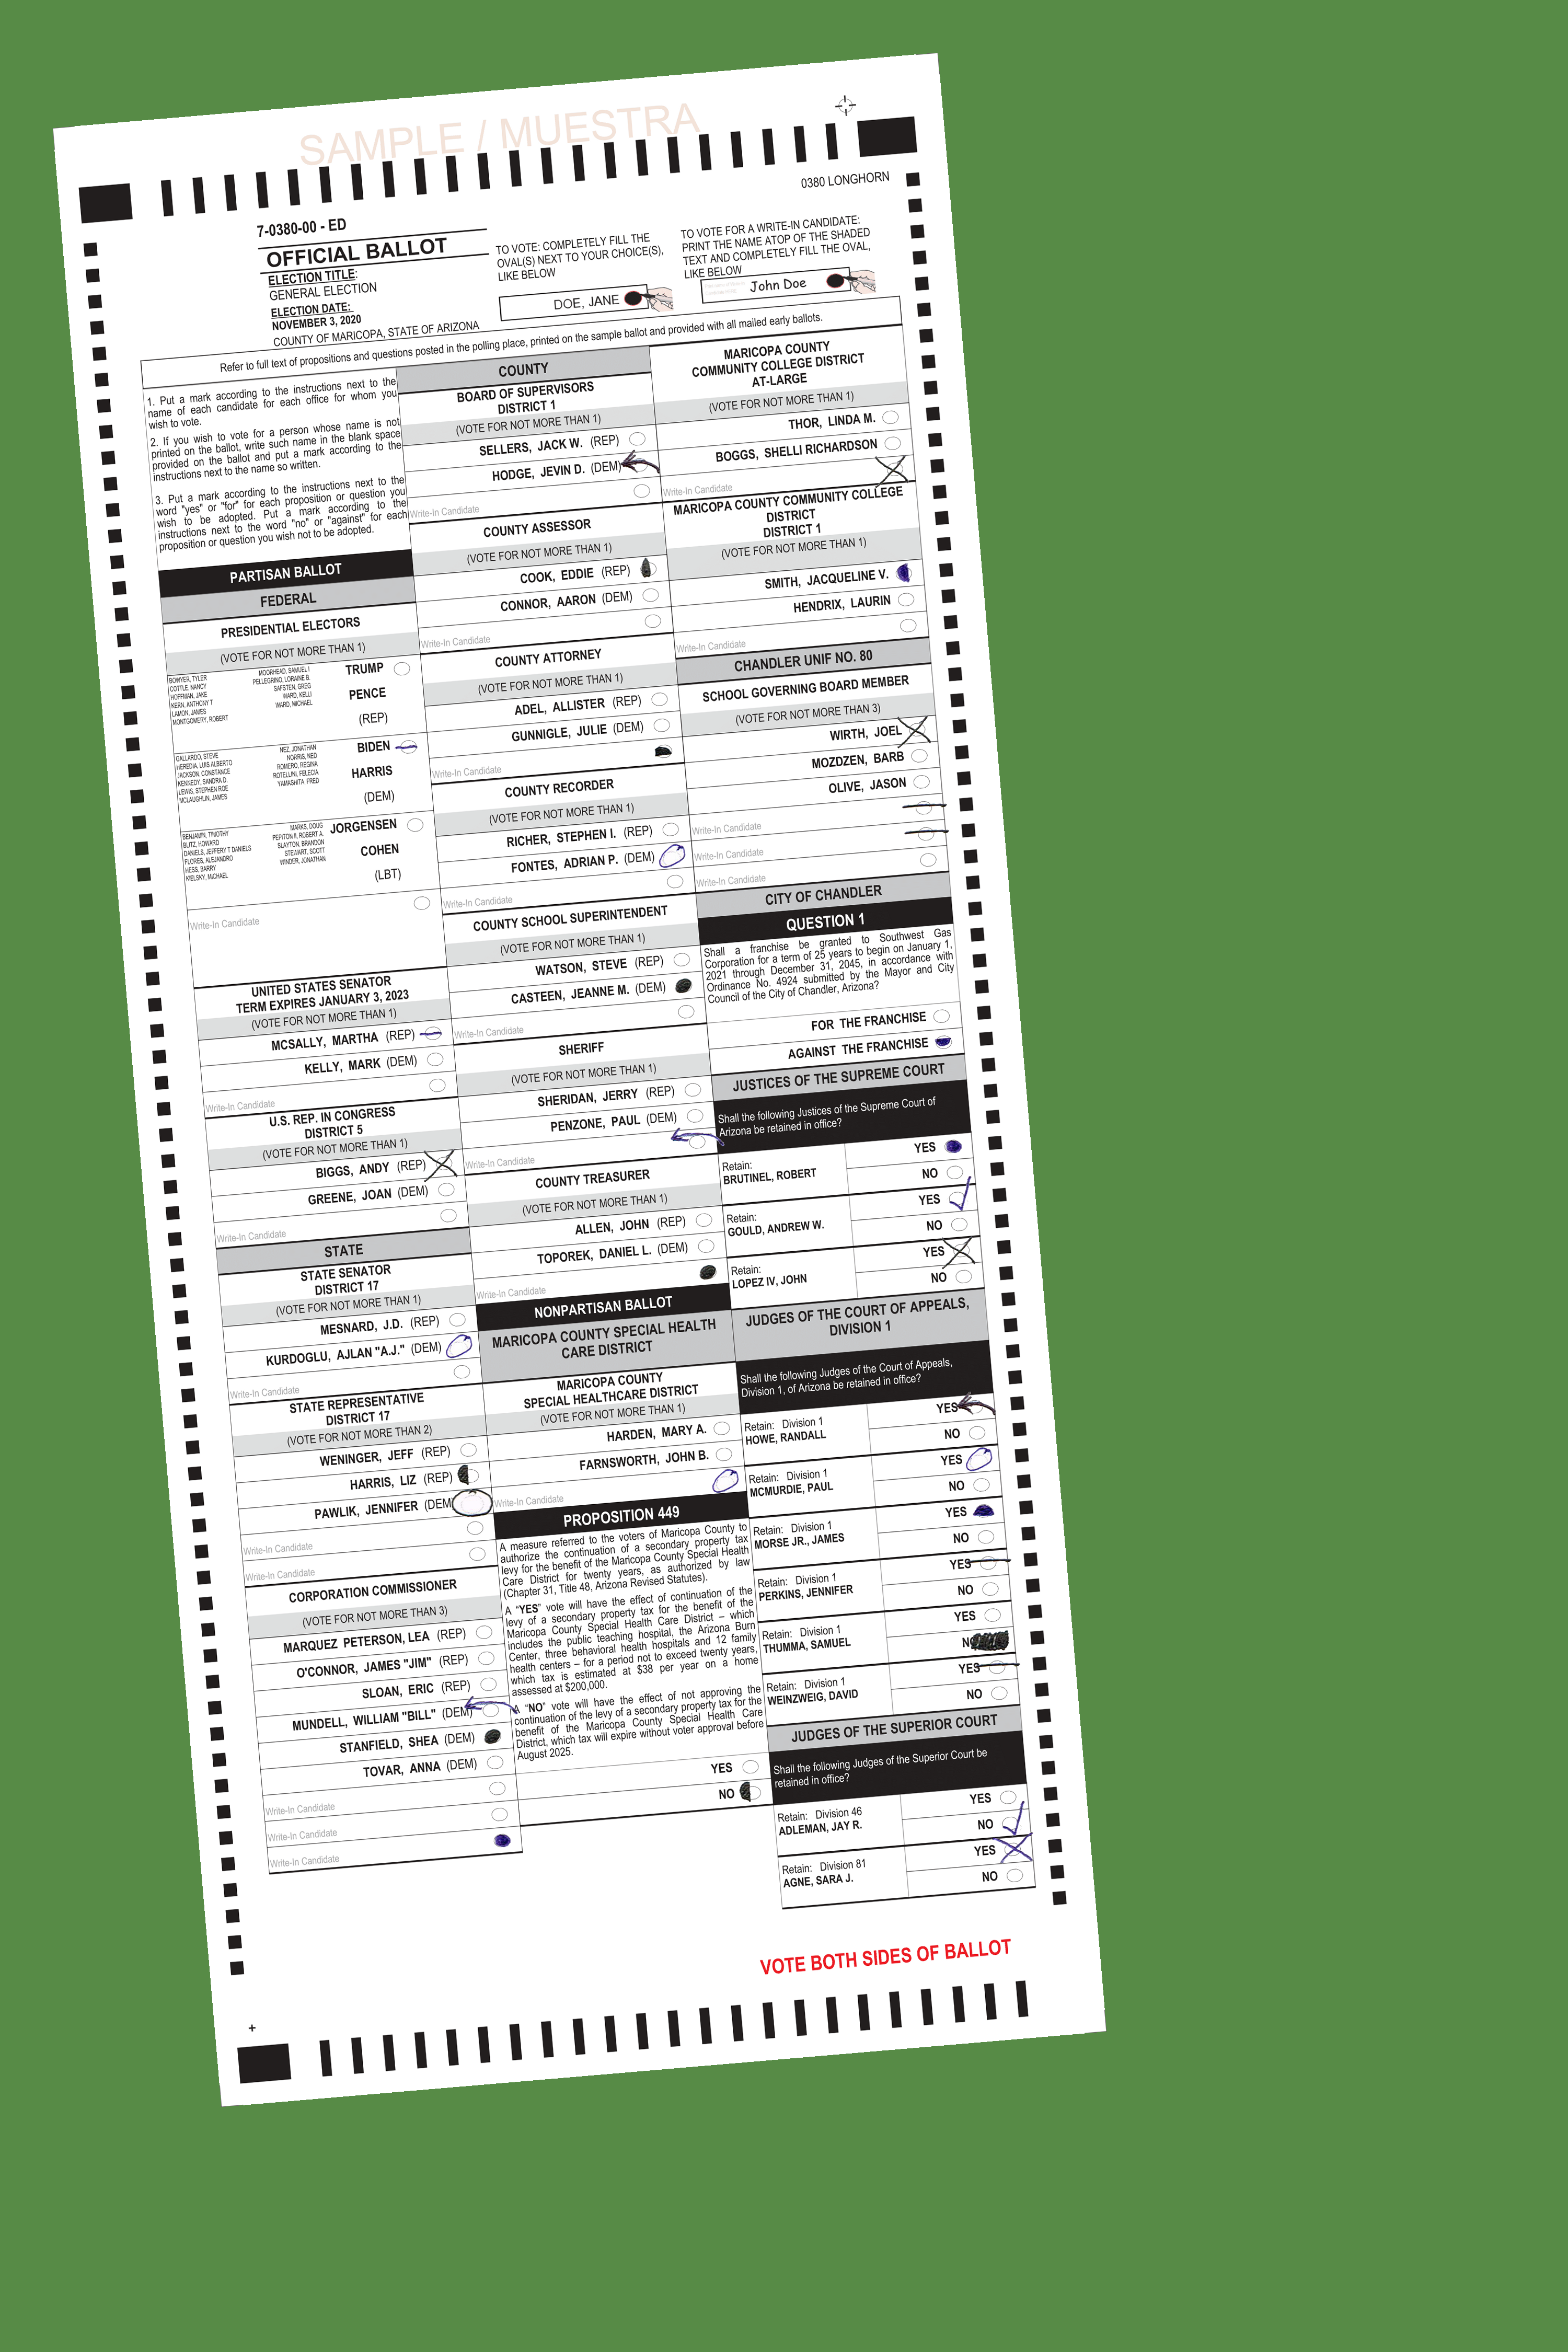 SAMPLE / MUESTRA
0380 LONGHORN
7-0380-00 - ED
OFFICIAL BALLOT
ELECTION TITLE:
GENERAL ELECTION
ELECTION DATE:
NOVEMBER 3, 2020
COUNTY OF MARICOPA, STATE OF ARIZONA
TO VOTE: COMPLETELY FILL THE
OVAL(S) NEXT TO YOUR CHOICE(S),
LIKE BELOW
DOE, JANE
TO VOTE FOR A WRITE-IN CANDIDATE:
PRINT THE NAME ATOP OF THE SHADED
TEXT AND COMPLETELY FILL THE OVAL,
LIKE BELOW
John Doe
Refer to full text of propositions and questions posted in the polling place, printed on the sample ballot and provided with all mailed early ballots.
1. Put a mark according to the instructions next to the
name of each candidate for each office for whom you
wish to vote.
2. If you wish to vote for a person whose name is not
printed on the ballot, write such name in the blank space
provided on the ballot and put a mark according to the
instructions next to the name so written.
3. Put a mark according to the instructions next to the
word "yes" or "for" for each proposition or question you
wish to be adopted. Put a mark according to the
instructions next to the word "no" or "against" for each
proposition or question you wish not to be adopted.
PARTISAN BALLOT
FEDERAL
PRESIDENTIAL ELECTORS
(VOTE FOR NOT MORE THAN 1)
BOWYER, TYLER
COTTLE, NANCY
HOFFMAN, JAKE
KERN, ANTHONY T
LAMON, JAMES
MONTGOMERY, ROBERT
MOORHEAD, SAMUEL I
PELLEGRINO, LORAINE B.
SAFSTEN, GREG
WARD, KELLI
WARD, MICHAEL
TRUMP
PENCE
(REP)
GALLARDO, STEVE
HEREDIA, LUIS ALBERTO
JACKSON, CONSTANCE
KENNEDY, SANDRA D.
LEWIS, STEPHEN ROE
MCLAUGHLIN, JAMES
NEZ, JONATHAN
NORRIS, NED
ROMERO, REGINA
ROTELLINI, FELECIA
YAMASHITA, FRED
BIDEN
HARRIS
(DEM)
BENJAMIN, TIMOTHY
BLITZ, HOWARD
DANIELS, JEFFERY T DANIELS
FLORES, ALEJANDRO
HESS, BARRY
KIELSKY, MICHAEL
MARKS, DOUG
PEPITON II, ROBERT A.
SLAYTON, BRANDON
STEWART, SCOTT
WINDER, JONATHAN
JORGENSEN
COHEN
(LBT)
Write-In Candidate
UNITED STATES SENATOR
TERM EXPIRES JANUARY 3, 2023
(VOTE FOR NOT MORE THAN 1)
MCSALLY, MARTHA (REP)
KELLY, MARK (DEM)
Write-In Candidate
U.S. REP. IN CONGRESS
DISTRICT 5
(VOTE FOR NOT MORE THAN 1)
BIGGS, ANDY (REP)
GREENE, JOAN (DEM)
Write-In Candidate
STATE
STATE SENATOR
DISTRICT 17
(VOTE FOR NOT MORE THAN 1)
MESNARD, J.D. (REP)
KURDOGLU, AJLAN "A.J." (DEM)
Write-In Candidate
STATE REPRESENTATIVE
DISTRICT 17
(VOTE FOR NOT MORE THAN 2)
WENINGER, JEFF (REP)
HARRIS, LIZ (REP)
PAWLIK, JENNIFER (DEM
Write-In Candidate
Write-In Candidate
CORPORATION COMMISSIONER
(VOTE FOR NOT MORE THAN 3)
MARQUEZ PETERSON, LEA (REP)
O'CONNOR, JAMES "JIM" (REP)
SLOAN, ERIC (REP)
MUNDELL, WILLIAM "BILL" (DEM)
STANFIELD, SHEA (DEM)
TOVAR, ANNA (DEM)
Write-In Candidate
Write-In Candidate
Write-In Candidate
COUNTY
BOARD OF SUPERVISORS
DISTRICT 1
(VOTE FOR NOT MORE THAN 1)
SELLERS, JACK W. (REP)
HODGE, JEVIN D. (DEM)
Write-In Candidate
COUNTY ASSESSOR
(VOTE FOR NOT MORE THAN 1)
COOK, EDDIE (REP)
CONNOR, AARON (DEM)
Write-In Candidate
COUNTY ATTORNEY
(VOTE FOR NOT MORE THAN 1)
ADEL, ALLISTER (REP)
GUNNIGLE, JULIE (DEM)
Write-In Candidate
COUNTY RECORDER
(VOTE FOR NOT MORE THAN 1)
RICHER, STEPHEN I. (REP)
FONTES, ADRIAN P. (DEM)
Write-In Candidate
COUNTY SCHOOL SUPERINTENDENT
(VOTE FOR NOT MORE THAN 1)
WATSON, STEVE (REP)
CASTEEN, JEANNE M. (DEM)
Write-In Candidate
SHERIFF
(VOTE FOR NOT MORE THAN 1)
SHERIDAN, JERRY (REP)
PENZONE, PAUL (DEM)
Write-In Candidate
COUNTY TREASURER
(VOTE FOR NOT MORE THAN 1)
ALLEN, JOHN (REP)
TOPOREK, DANIEL L. (DEM)
Write-In Candidate
NONPARTISAN BALLOT
MARICOPA COUNTY SPECIAL HEALTH
CARE DISTRICT
MARICOPA COUNTY
SPECIAL HEALTHCARE DISTRICT
(VOTE FOR NOT MORE THAN 1)
HARDEN, MARY A.
FARNSWORTH, JOHN B.
Write-In Candidate
PROPOSITION 449
A measure referred to the voters of Maricopa County to
authorize the continuation of a secondary property tax
levy for the benefit of the Maricopa County Special Health
Care District for twenty years, as authorized by law
(Chapter 31, Title 48, Arizona Revised Statutes).
A "YES" vote will have the effect of continuation of the
levy of a secondary property tax for the benefit of the
Maricopa County Special Health Care District – which
includes the public teaching hospital, the Arizona Burn
Center, three behavioral health hospitals and 12 family
health centers – for a period not to exceed twenty years,
which tax is estimated at $38 per year on a home
assessed at $200,000.
A "NO" vote will have the effect of not approving the
continuation of the levy of a secondary property tax for the
benefit of the Maricopa County Special Health Care
District, which tax will expire without voter approval before
August 2025.
YES
NO
MARICOPA COUNTY
COMMUNITY COLLEGE DISTRICT
AT-LARGE
(VOTE FOR NOT MORE THAN 1)
THOR, LINDA M.
BOGGS, SHELLI RICHARDSON
Write-In Candidate
MARICOPA COUNTY COMMUNITY COLLEGE
DISTRICT
DISTRICT 1
(VOTE FOR NOT MORE THAN 1)
SMITH, JACQUELINE V.
HENDRIX, LAURIN
Write-In Candidate
CHANDLER UNIF NO. 80
SCHOOL GOVERNING BOARD MEMBER
(VOTE FOR NOT MORE THAN 3)
WIRTH, JOEL
MOZDZEN, BARB
OLIVE, JASON
Write-In Candidate
Write-In Candidate
Write-In Candidate
CITY OF CHANDLER
QUESTION 1
Shall a franchise be granted to Southwest Gas
Corporation for a term of 25 years to begin on January 1,
2021 through December 31, 2045, in accordance with
Ordinance No. 4924 submitted by the Mayor and City
Council of the City of Chandler, Arizona?
FOR THE FRANCHISE
AGAINST THE FRANCHISE
JUSTICES OF THE SUPREME COURT
Shall the following Justices of the Supreme Court of
Arizona be retained in office?
Retain:
BRUTINEL, ROBERT
YES
NO
Retain:
GOULD, ANDREW W.
YES
NO
Retain:
LOPEZ IV, JOHN
YES
NO
JUDGES OF THE COURT OF APPEALS,
DIVISION 1
Shall the following Judges of the Court of Appeals,
Division 1, of Arizona be retained in office?
Retain: Division 1
HOWE, RANDALL
YES
NO
Retain: Division 1
MCMURDIE, PAUL
YES
NO
Retain: Division 1
MORSE JR., JAMES
YES
NO
Retain: Division 1
PERKINS, JENNIFER
YES
NO
Retain: Division 1
THUMMA, SAMUEL
YES
NO
Retain: Division 1
WEINZWEIG, DAVID
YES
NO
JUDGES OF THE SUPERIOR COURT
Shall the following Judges of the Superior Court be
retained in office?
Retain: Division 46
ADLEMAN, JAY R.
YES
NO
Retain: Division 81
AGNE, SARA J.
YES
NO
VOTE BOTH SIDES OF BALLOT